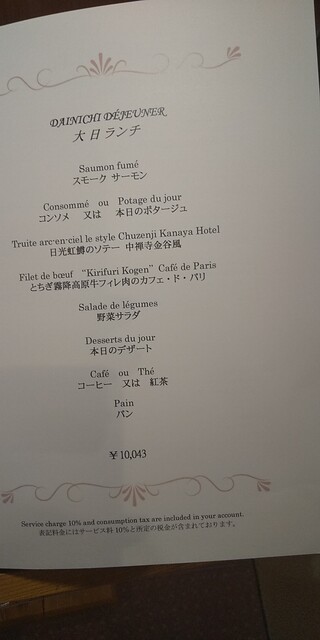 DAINICHI DÉJEUNER
大日ランチ
Saumon fumé
スモーク サーモン
Consommé ou Potage du jour
コンソメ 又は 本日のポタージュ
Truite arc-en-ciel le style Chuzenji Kanaya Hotel
日光虹鱒のソテー 中禅寺金谷風
Filet de bœuf "Kirifuri Kogen" Café de Paris
とちぎ霧降高原牛フィレ肉のカフェ・ド・パリ
Salade de légumes
野菜サラダ
Desserts du jour
本日のデザート
Café ou Thé
コーヒー 又は 紅茶
Pain
パン
￥10,043
Service charge 10% and consumption tax are included in your account.
表記料金にはサービス料 10%と所定の税金が含まれております。